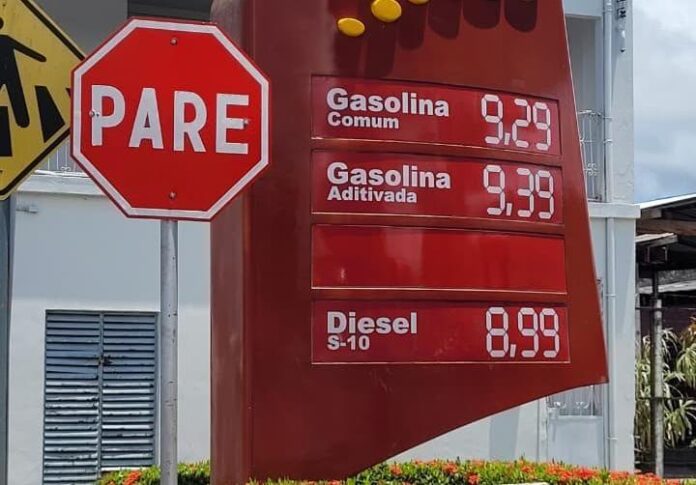 PARE
Gasolina 9,29
Comum
Gasolina 9,39
Aditivada
Diesel 8,99
S-10